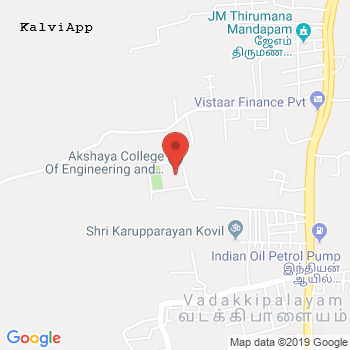 JM Thirumana
Mandapam
ஜேஎம்
திருமண...
KalviApp
Vistaar Finance Pvt
Akshaya College
Of Engineering and...
Shri Karupparayan Kovil
Indian Oil Petrol Pump
இந்தியன்
ஆயில்...
Vadakkipalayam
வடக்கிபாளையம்
Google
Map data ©2019 Google